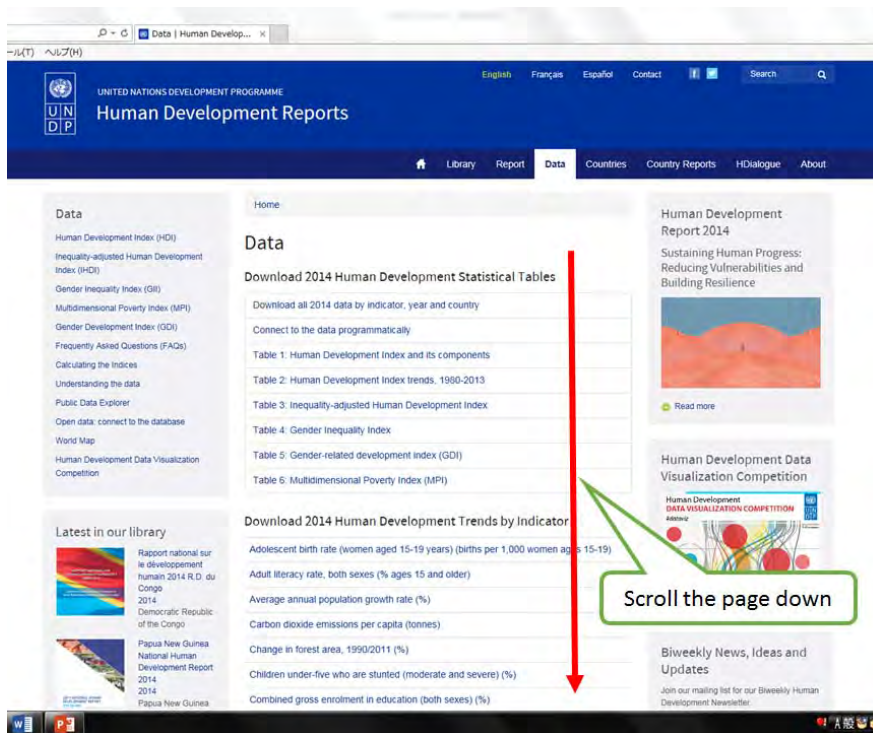 Data | Human Develop... ×
ール(T) ヘルプ(H)
English Français Español Contact Search
UNITED NATIONS DEVELOPMENT PROGRAMME
Human Development Reports
U N
D P
Library Report Data Countries Country Reports HDialogue About
Data
Human Development Index (HDI)
Inequality-adjusted Human Development
Index (IHDI)
Gender Inequality Index (GII)
Multidimensional Poverty Index (MPI)
Gender Development Index (GDI)
Frequently Asked Questions (FAQs)
Calculating the Indices
Understanding the data
Public Data Explorer
Open data: connect to the database
World Map
Human Development Data Visualization
Competition
Latest in our library
Rapport national sur
le développement
humain 2014 R.D. du
Congo
2014
Democratic Republic
of the Congo
Papua New Guinea
National Human
Development Report
2014
2014
Papua New Guinea
Home
Data
Download 2014 Human Development Statistical Tables
Download all 2014 data by indicator, year and country
Connect to the data programmatically
Table 1: Human Development Index and its components
Table 2: Human Development Index trends, 1980-2013
Table 3: Inequality-adjusted Human Development Index
Table 4: Gender Inequality Index
Table 5: Gender-related development index (GDI)
Table 6: Multidimensional Poverty Index (MPI)
Download 2014 Human Development Trends by Indicator
Adolescent birth rate (women aged 15-19 years) (births per 1,000 women ages 15-19)
Adult literacy rate, both sexes (% ages 15 and older)
Average annual population growth rate (%)
Carbon dioxide emissions per capita (tonnes)
Change in forest area, 1990/2011 (%)
Children under-five who are stunted (moderate and severe) (%)
Combined gross enrolment in education (both sexes) (%)
Human Development
Report 2014
Sustaining Human Progress:
Reducing Vulnerabilities and
Building Resilience
Read more
Human Development Data
Visualization Competition
Human Development
DATA VISUALIZATION COMPETITION
Scroll the page down
Biweekly News, Ideas and
Updates
Join our mailing list for our Biweekly Human
Development Newsletter.
A 般